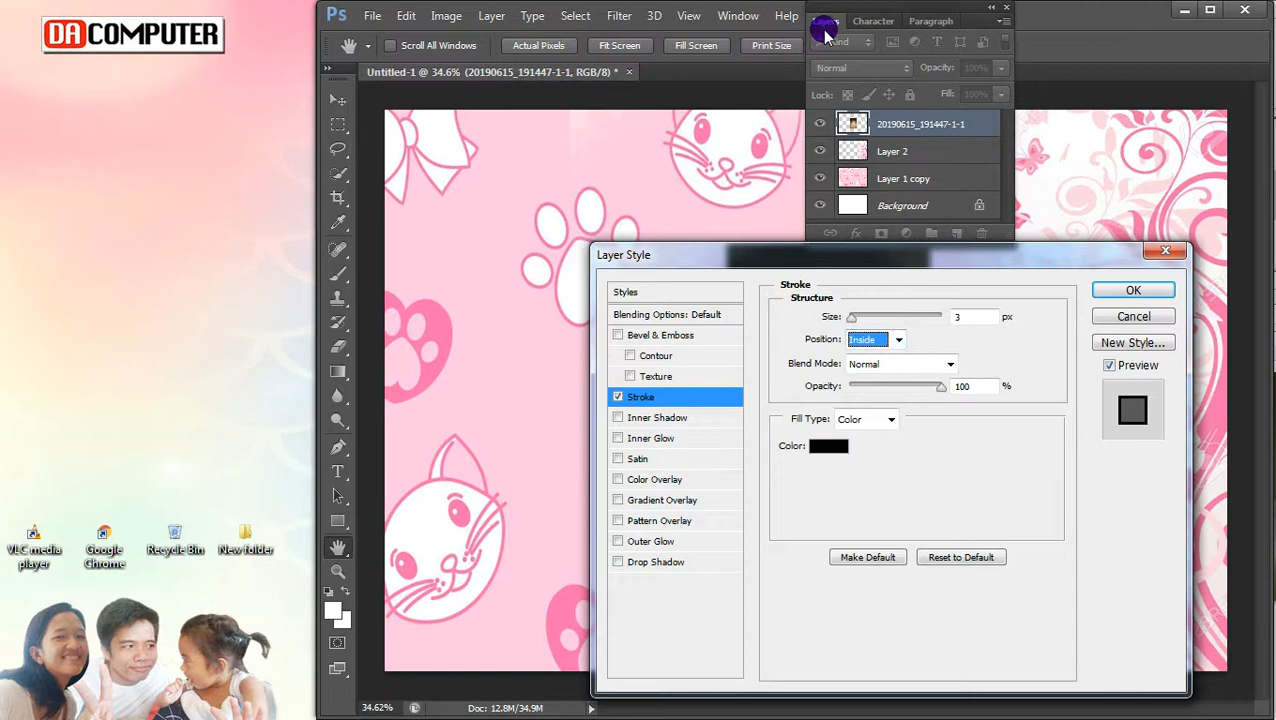 DACOMPUTER
Ps File Edit Image Layer Type Select Filter 3D View Window Help
Scroll All Windows Actual Pixels Fit Screen Fill Screen Print Size
Untitled-1 @ 34.6% (20190615_191447-1-1, RGB/8) *
Character Paragraph
Normal Opacity: 100%
Lock: Fill: 100%
20190615_191447-1-1
Layer 2
Layer 1 copy
Background
Layer Style
Styles
Blending Options: Default
Bevel & Emboss
Contour
Texture
Stroke
Inner Shadow
Inner Glow
Satin
Color Overlay
Gradient Overlay
Pattern Overlay
Outer Glow
Drop Shadow
Stroke
Structure
Size: 3 px
Position: Inside
Blend Mode: Normal
Opacity: 100 %
Fill Type: Color
Color:
Make Default Reset to Default
OK
Cancel
New Style...
Preview
VLC media player
Google Chrome
Recycle Bin
New folder
34.62% Doc: 12.8M/34.9M